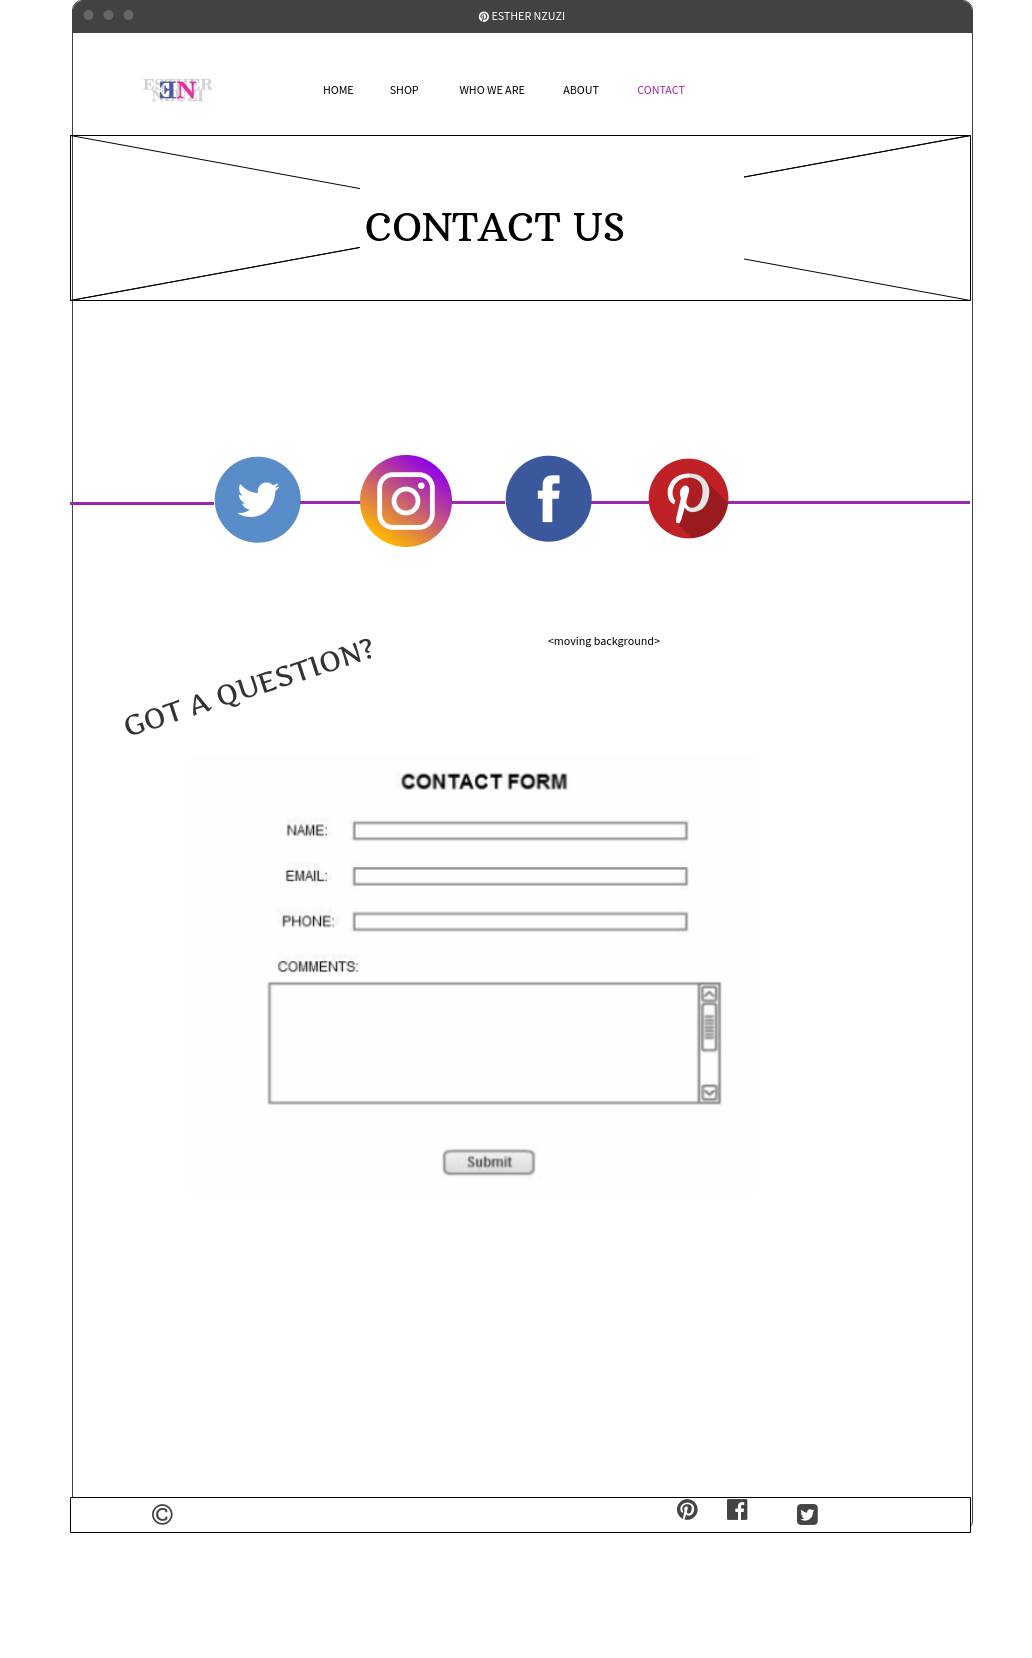 ESTHER NZUZI
ESTHER
NZUZI
EN
HOME SHOP WHO WE ARE ABOUT CONTACT
CONTACT US
GOT A QUESTION?
<moving background>
CONTACT FORM
NAME:
EMAIL:
PHONE:
COMMENTS:
Submit
©